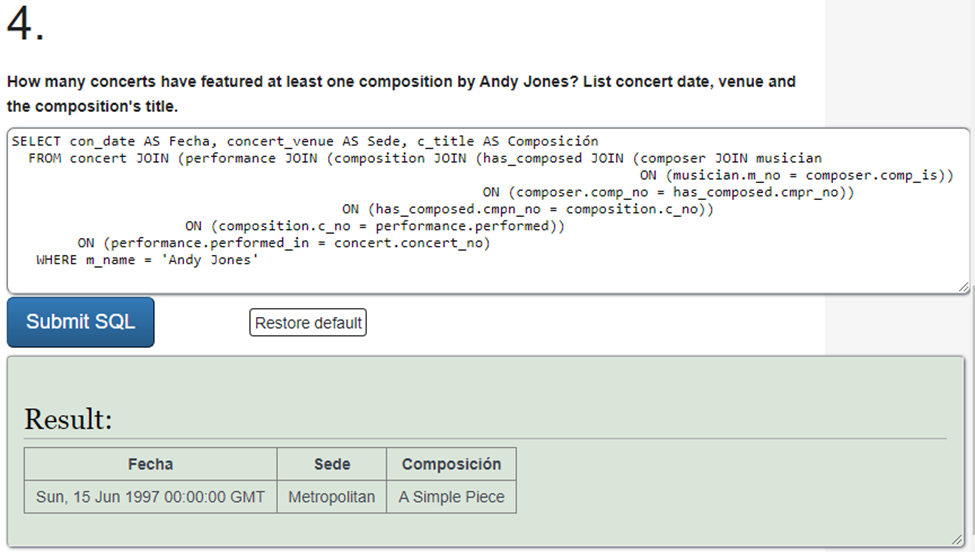 4.
How many concerts have featured at least one composition by Andy Jones? List concert date, venue and
the composition's title.
SELECT con_date AS Fecha, concert_venue AS Sede, c_title AS Composición
FROM concert JOIN (performance JOIN (composition JOIN (has_composed JOIN (composer JOIN musician
ON (musician.m_no = composer.comp_is))
ON (composer.comp_no = has_composed.cmpr_no))
ON (has_composed.cmpn_no = composition.c_no))
ON (composition.c_no = performance.performed))
ON (performance.performed_in = concert.concert_no)
WHERE m_name = 'Andy Jones'
Submit SQL Restore default
Result:
Fecha Sede Composición
Sun, 15 Jun 1997 00:00:00 GMT Metropolitan A Simple Piece